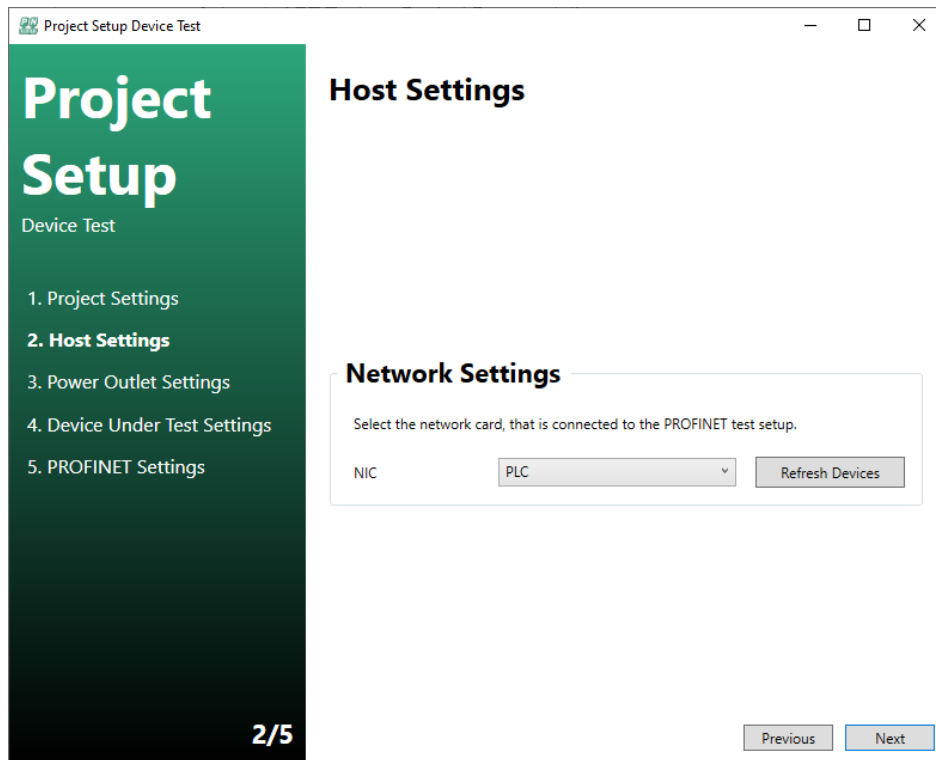 Project Setup Device Test
Project
Setup
Device Test
1. Project Settings
2. Host Settings
3. Power Outlet Settings
4. Device Under Test Settings
5. PROFINET Settings
2/5
Host Settings
Network Settings
Select the network card, that is connected to the PROFINET test setup.
NIC PLC Refresh Devices
Previous Next